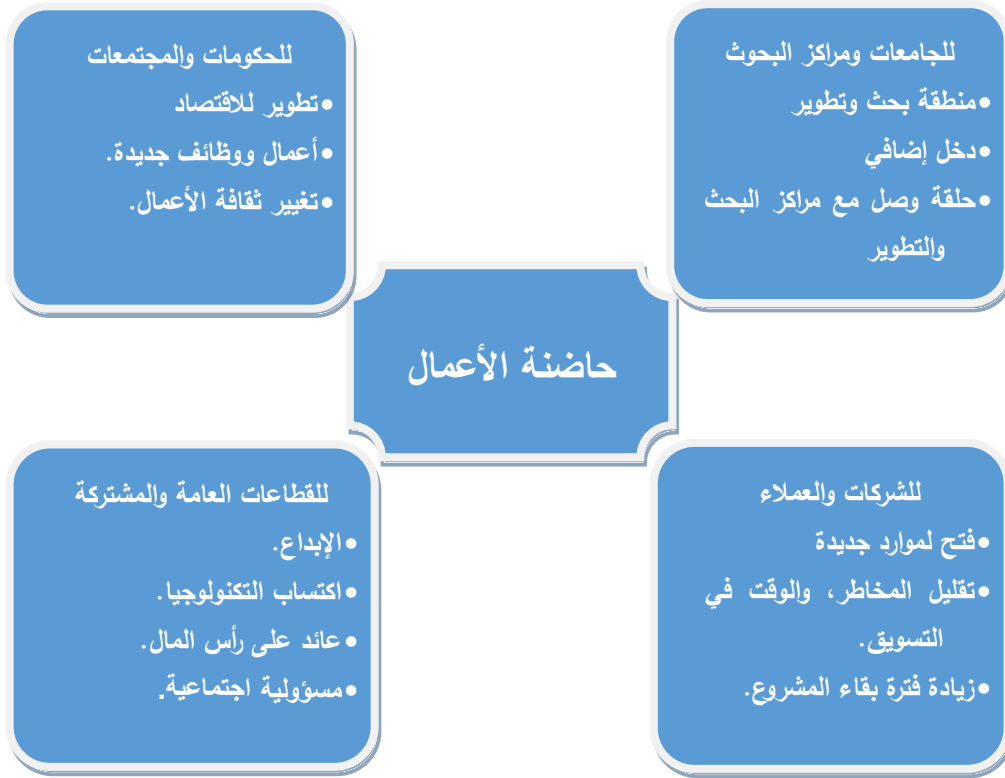 للجامعات ومراكز البحوث
•منطقة بحث وتطوير
•دخل إضافي
•حلقة وصل مع مراكز البحث
والتطوير
للحكومات والمجتمعات
•تطوير للاقتصاد
•أعمال ووظائف جديدة.
•تغيير ثقافة الأعمال.
حاضنة الأعمال
للشركات والعملاء
•فتح لموارد جديدة
•تقليل المخاطر، والوقت في
التسويق.
•زيادة فترة بقاء المشروع.
للقطاعات العامة والمشتركة
•الإبداع.
•اكتساب التكنولوجيا.
•عائد على رأس المال.
•مسؤولية اجتماعية.